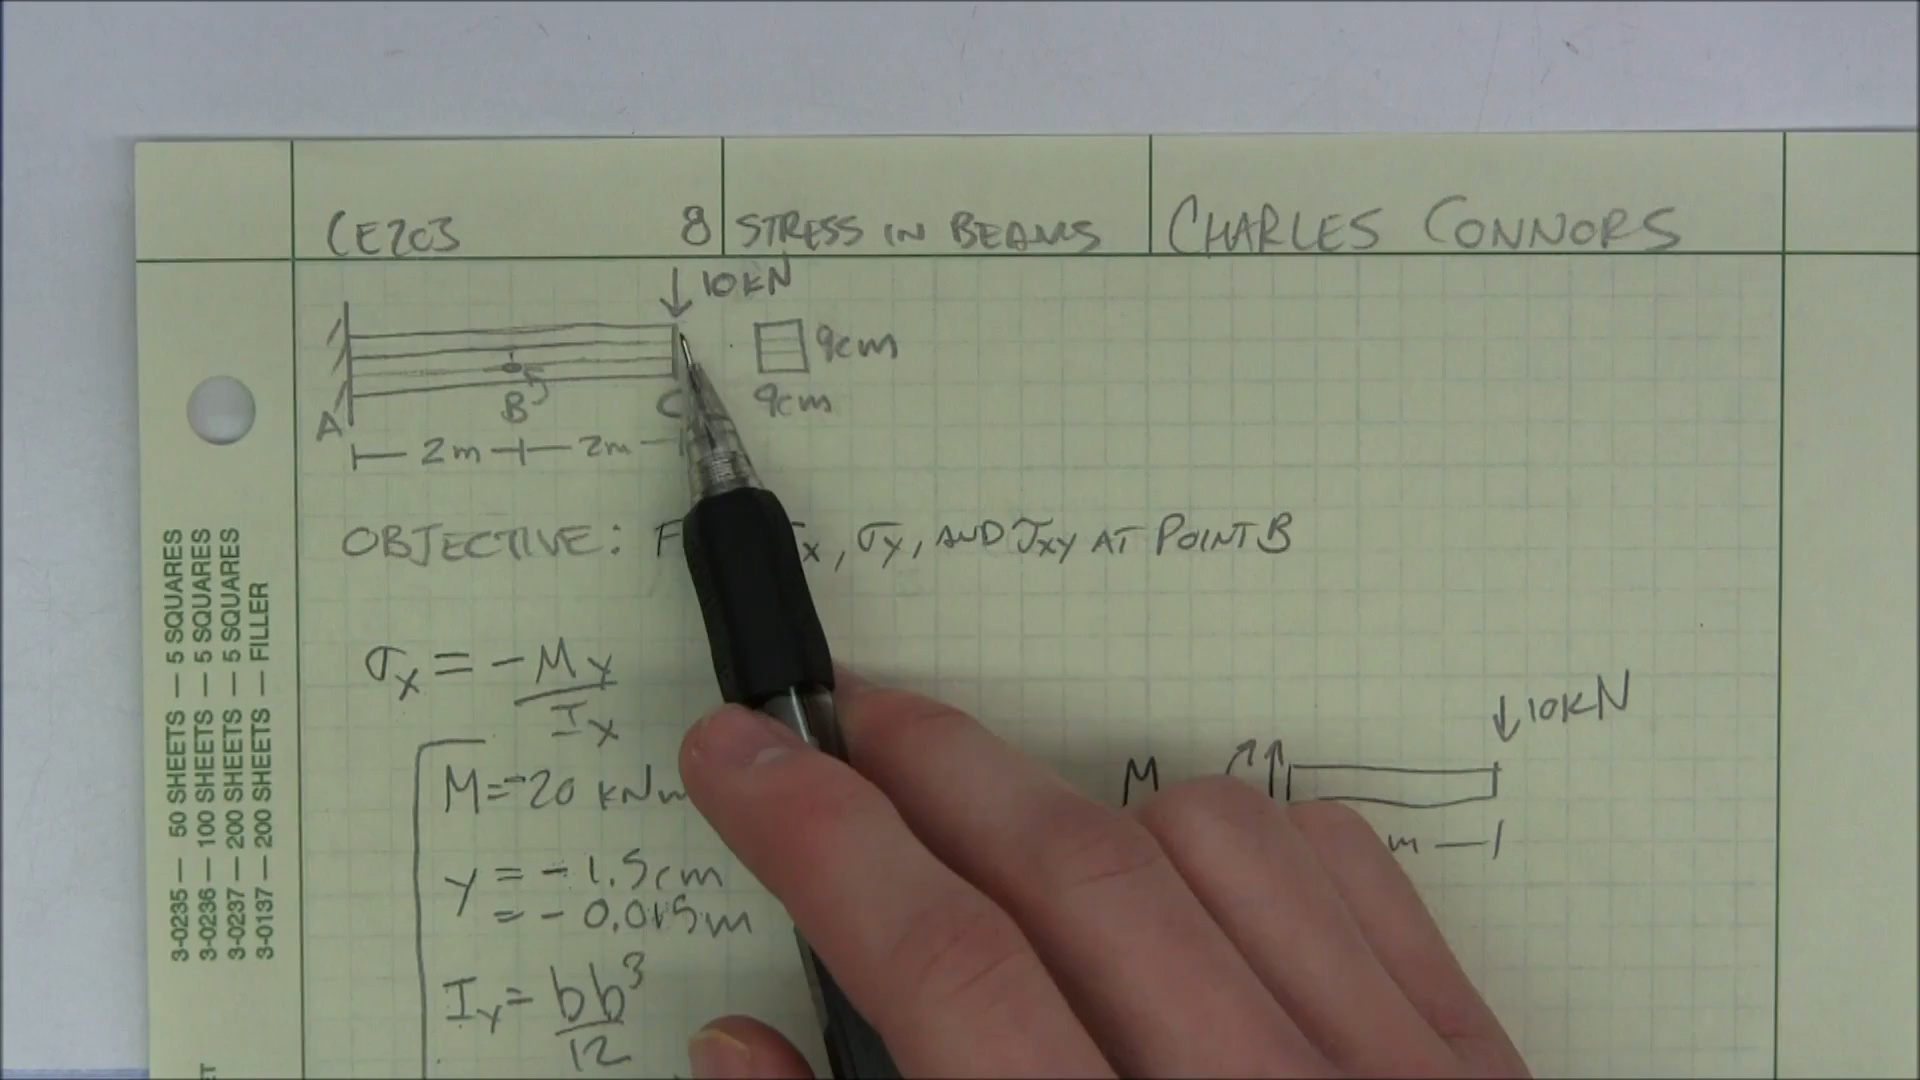 CE203 8 STRESS IN BEAMS CHARLES CONNORS
↓ 10kN
9cm
9cm
A B C
2m 2m
OBJECTIVE: σy, AND τxy AT POINT B
σx = -My
Ix
↓10KN
M = -20 kNm
M
y = -1.5cm
= -0.015m
m
Iy = bb³
12
3-0235 — 50 SHEETS — 5 SQUARES
3-0236 — 100 SHEETS — 5 SQUARES
3-0237 — 200 SHEETS — 5 SQUARES
3-0137 — 200 SHEETS — FILLER